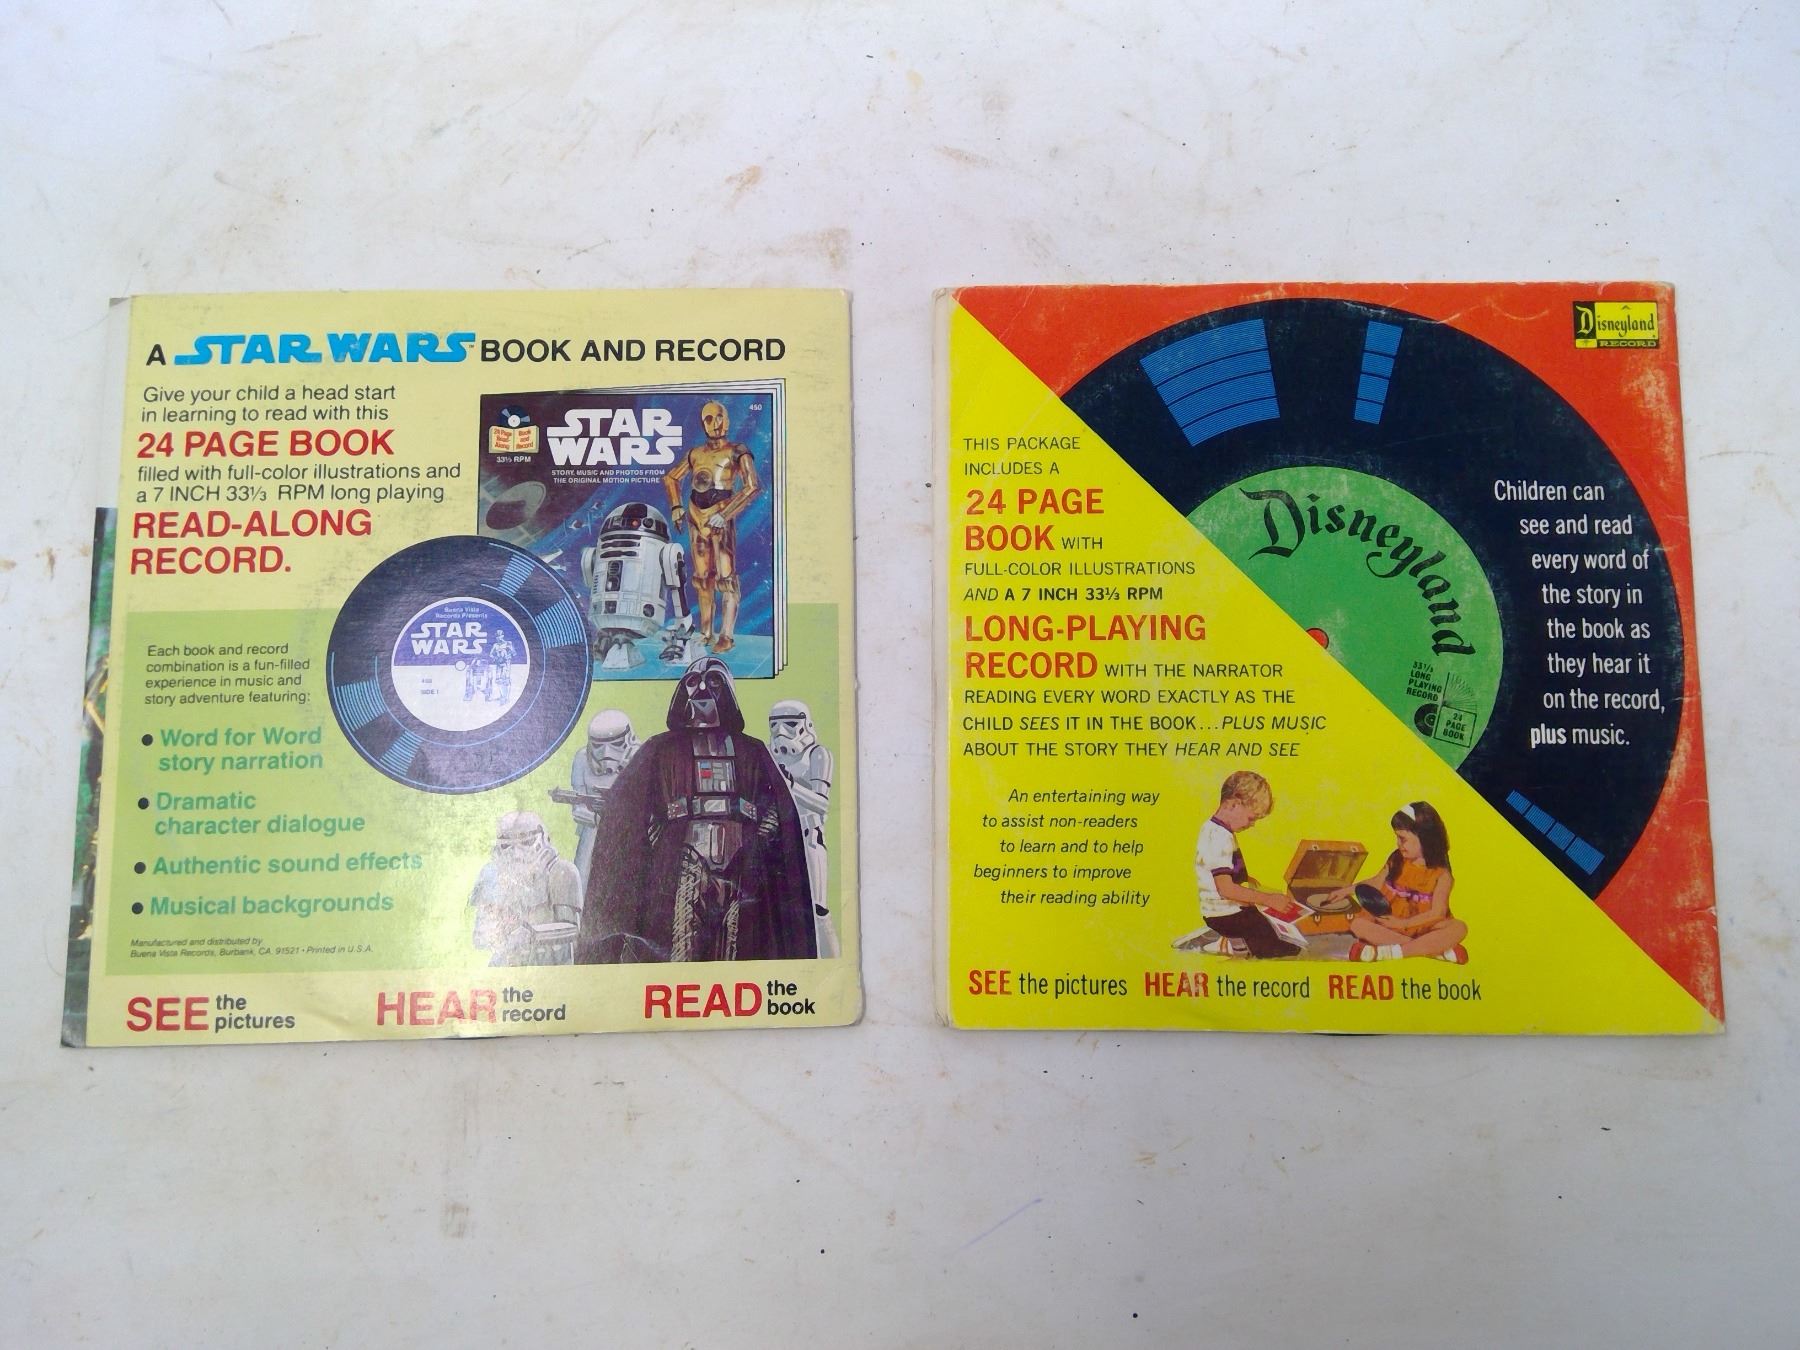 A STAR WARS™ BOOK AND RECORD
Give your child a head start
in learning to read with this
24 PAGE BOOK
filled with full-color illustrations and
a 7 INCH 33⅓ RPM long playing
READ-ALONG
RECORD.
24 Page
Read-
Along
Book
and
Record
33⅓ RPM
450
STAR
WARS
STORY, MUSIC AND PHOTOS FROM
THE ORIGINAL MOTION PICTURE
Buena Vista
Records Presents
STAR
WARS
SIDE 1
Each book and record
combination is a fun-filled
experience in music and
story adventure featuring:
• Word for Word
story narration
• Dramatic
character dialogue
• Authentic sound effects
• Musical backgrounds
Manufactured and distributed by
Buena Vista Records, Burbank, CA 91521 • Printed in U.S.A.
SEE the pictures
HEAR the record
READ the book
Disneyland
RECORD
THIS PACKAGE
INCLUDES A
24 PAGE
BOOK WITH
FULL-COLOR ILLUSTRATIONS
AND A 7 INCH 33⅓ RPM
LONG-PLAYING
RECORD WITH THE NARRATOR
READING EVERY WORD EXACTLY AS THE
CHILD SEES IT IN THE BOOK...PLUS MUSIC
ABOUT THE STORY THEY HEAR AND SEE
Disneyland
33⅓
LONG
PLAYING
RECORD
24
PAGE
BOOK
Children can
see and read
every word of
the story in
the book as
they hear it
on the record,
plus music.
An entertaining way
to assist non-readers
to learn and to help
beginners to improve
their reading ability
SEE the pictures HEAR the record READ the book